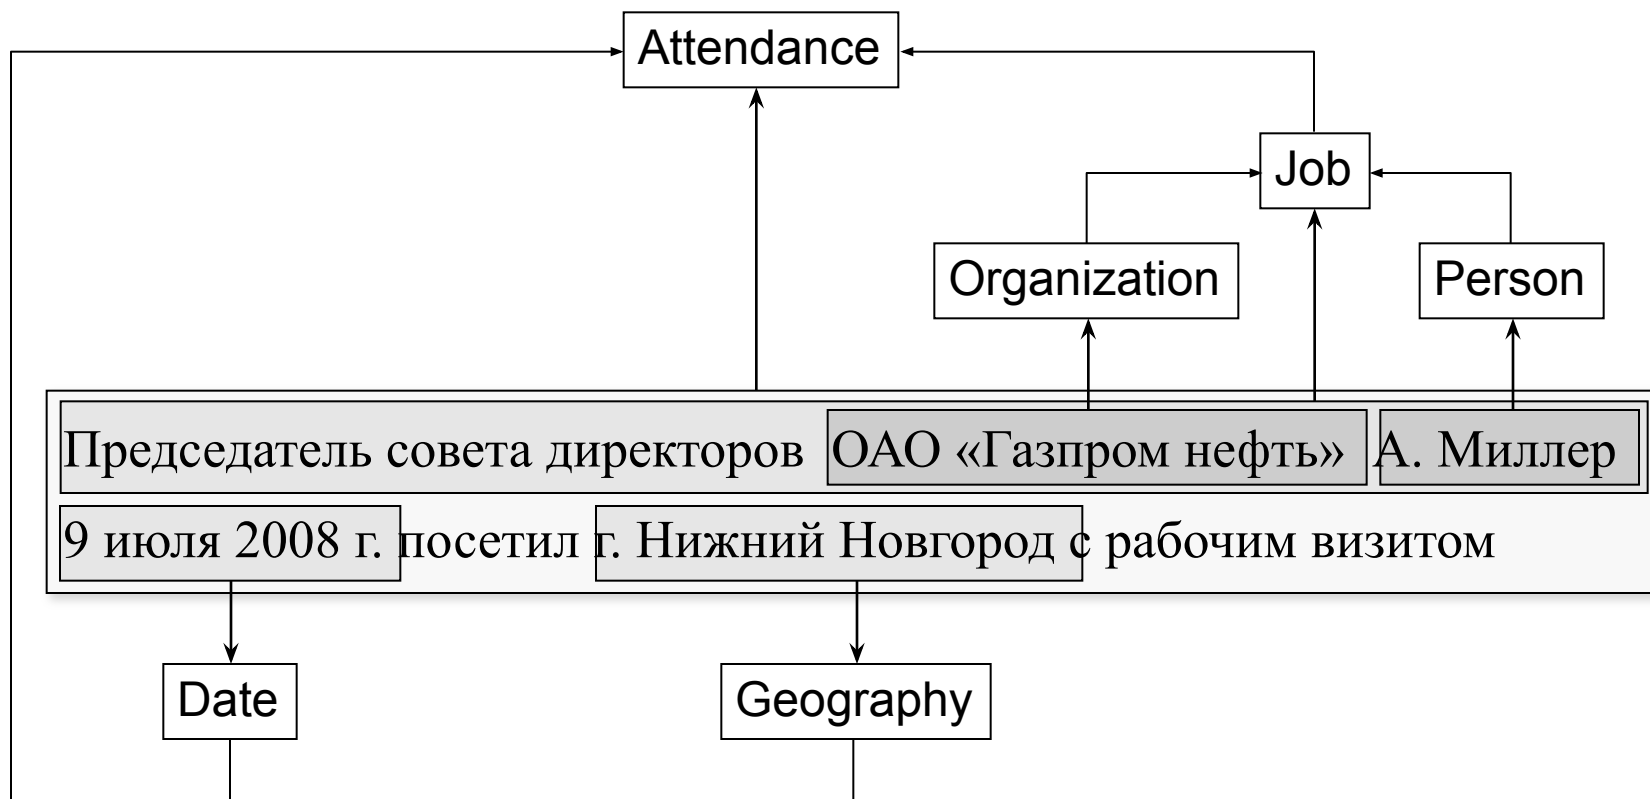 Attendance
Job
Organization
Person
Председатель совета директоров ОАО «Газпром нефть» А. Миллер
9 июля 2008 г. посетил г. Нижний Новгород с рабочим визитом
Date
Geography